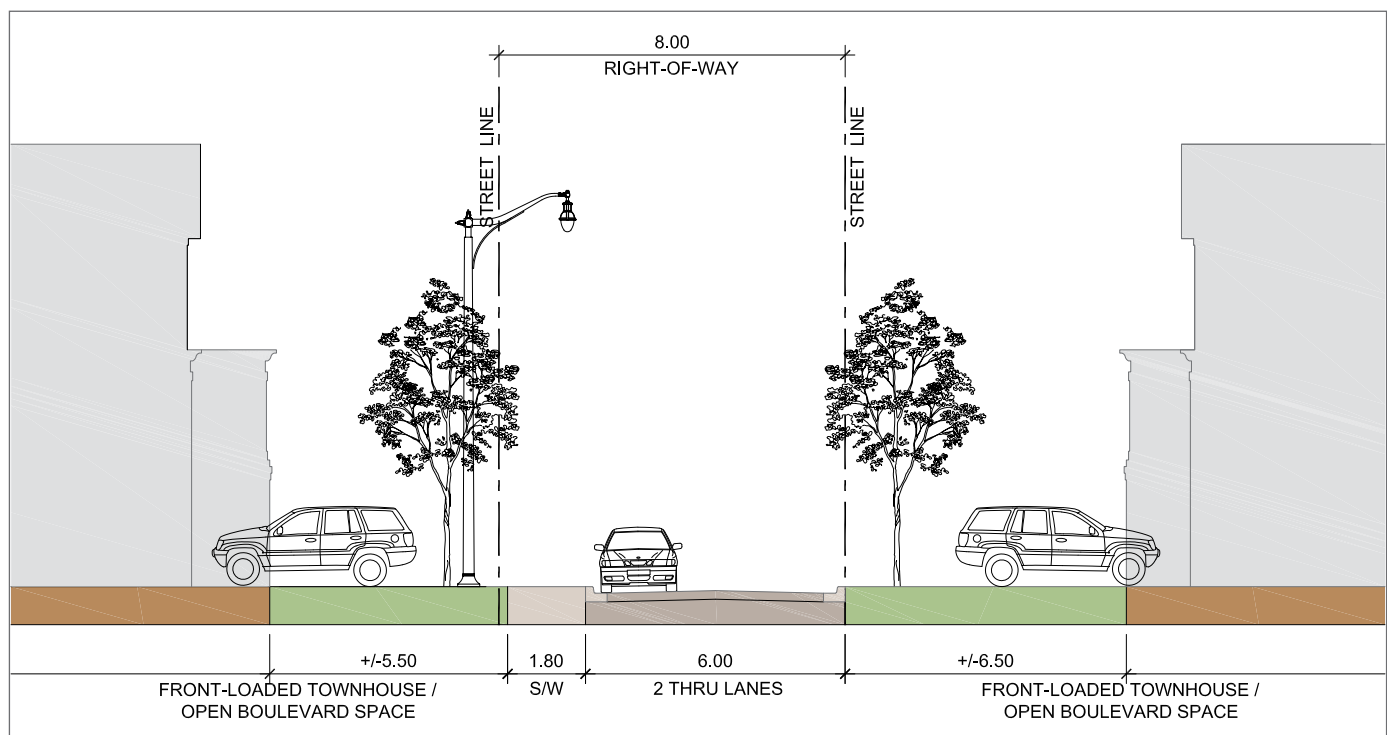 8.00
RIGHT-OF-WAY
STREET LINE
STREET LINE
+/-5.50
1.80
6.00
+/-6.50
FRONT-LOADED TOWNHOUSE /
OPEN BOULEVARD SPACE
S/W
2 THRU LANES
FRONT-LOADED TOWNHOUSE /
OPEN BOULEVARD SPACE